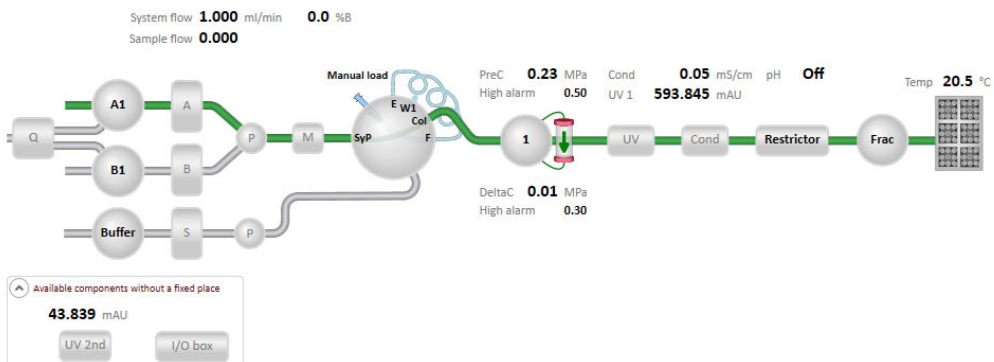 System flow 1.000 ml/min 0.0 %B
Sample flow 0.000
Manual load
PreC 0.23 MPa Cond 0.05 mS/cm pH Off
High alarm 0.50 UV 1 593.845 mAU
Temp 20.5 °C
A1 A
E W1
Col
Q P M SyP F 1 UV Cond Restrictor Frac
B1 B
DeltaC 0.01 MPa
High alarm 0.30
Buffer S P
Available components without a fixed place
43.839 mAU
UV 2nd I/O box